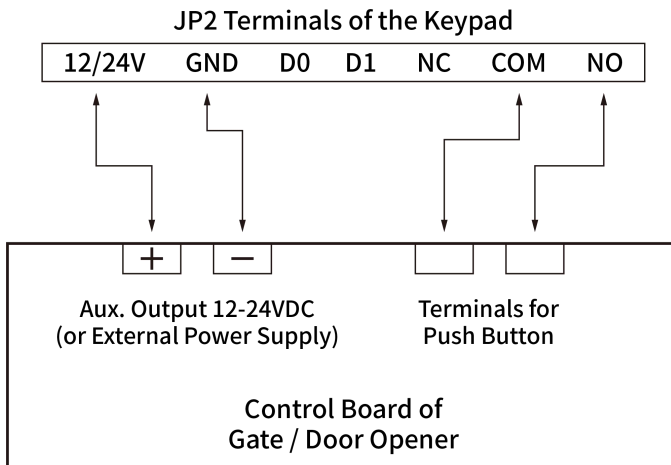 JP2 Terminals of the Keypad
12/24V GND D0 D1 NC COM NO
+ −
Aux. Output 12-24VDC
(or External Power Supply)
Terminals for
Push Button
Control Board of
Gate / Door Opener